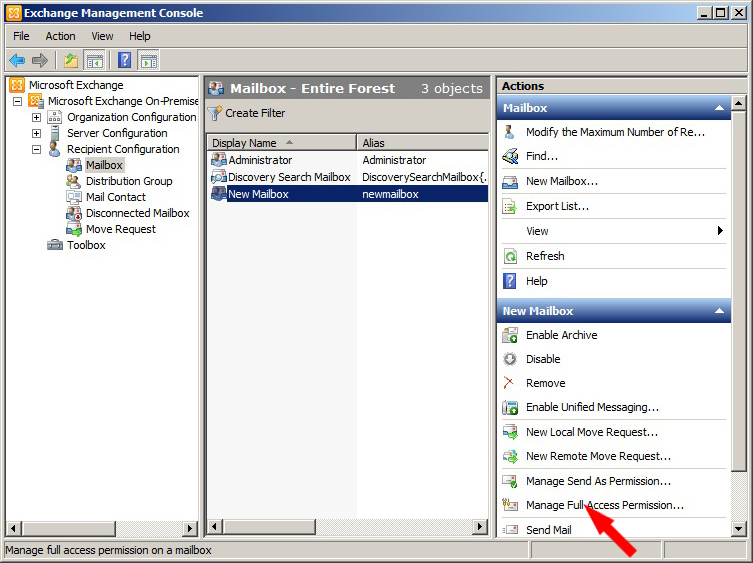 Exchange Management Console
File Action View Help
Microsoft Exchange
Microsoft Exchange On-Premise
Organization Configuration
Server Configuration
Recipient Configuration
Mailbox
Distribution Group
Mail Contact
Disconnected Mailbox
Move Request
Toolbox
Mailbox - Entire Forest 3 objects
Create Filter
Display Name Alias
Administrator Administrator
Discovery Search Mailbox DiscoverySearchMailbox{.
New Mailbox newmailbox
Actions
Mailbox
Modify the Maximum Number of Re...
Find...
New Mailbox...
Export List...
View
Refresh
Help
New Mailbox
Enable Archive
Disable
Remove
Enable Unified Messaging...
New Local Move Request...
New Remote Move Request...
Manage Send As Permission...
Manage Full Access Permission...
Send Mail
Manage full access permission on a mailbox